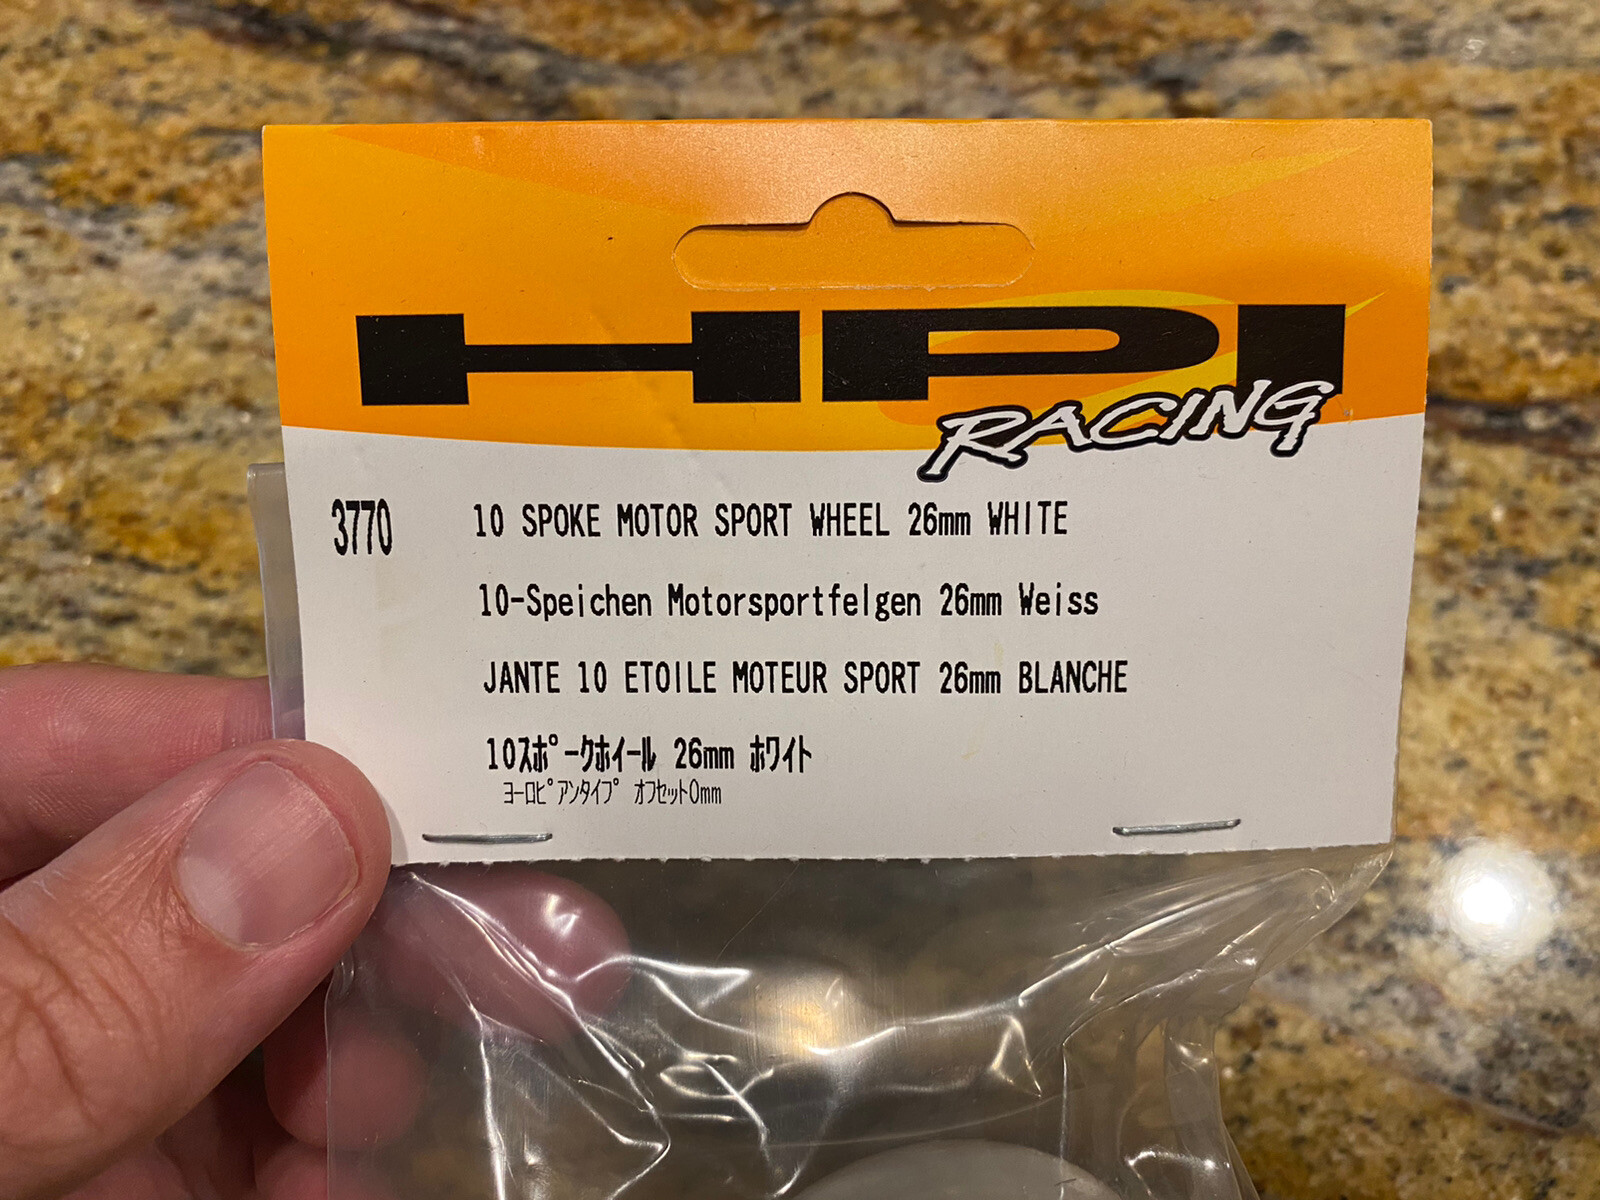 HPI
RACING
3770
10 SPOKE MOTOR SPORT WHEEL 26mm WHITE
10-Speichen Motorsportfelgen 26mm Weiss
JANTE 10 ETOILE MOTEUR SPORT 26mm BLANCHE
10ｽﾎﾟｰｸﾎｲｰﾙ 26mm ﾎﾜｲﾄ
ﾖｰﾛﾋﾟｱﾝﾀｲﾌﾟ ｵﾌｾｯﾄ0mm